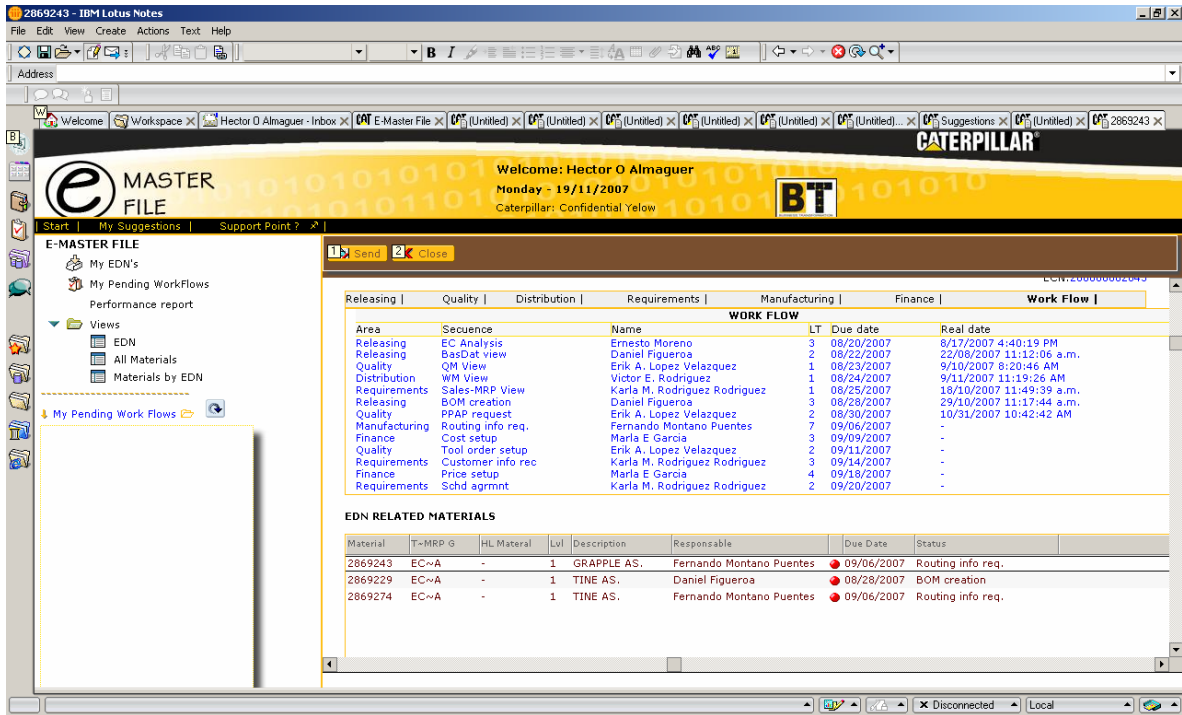 2869243 - IBM Lotus Notes
File Edit View Create Actions Text Help
B I
Address
W Welcome Workspace Hector O Almaguer - Inbox CAT E-Master File (Untitled) (Untitled) (Untitled) (Untitled) (Untitled) (Untitled)... Suggestions (Untitled) 2869243
B
CATERPILLAR®
e MASTER FILE
Welcome: Hector O Almaguer
Monday - 19/11/2007
Caterpillar: Confidential Yelow
BT
Start | My Suggestions | Support Point ? |
E-MASTER FILE
My EDN's
My Pending WorkFlows
Performance report
Views
EDN
All Materials
Materials by EDN
My Pending Work Flows
1 Send 2 Close
Releasing | Quality | Distribution | Requirements | Manufacturing | Finance | Work Flow |
WORK FLOW
Area Secuence Name LT Due date Real date
Releasing EC Analysis Ernesto Moreno 3 08/20/2007 8/17/2007 4:40:19 PM
Releasing BasDat view Daniel Figueroa 2 08/22/2007 22/08/2007 11:12:06 a.m.
Quality QM View Erik A. Lopez Velazquez 1 08/23/2007 9/10/2007 8:20:46 AM
Distribution WM View Victor E. Rodriguez 1 08/24/2007 9/11/2007 11:19:26 AM
Requirements Sales-MRP View Karla M. Rodriguez Rodriguez 1 08/25/2007 18/10/2007 11:49:39 a.m.
Releasing BOM creation Daniel Figueroa 3 08/28/2007 29/10/2007 11:17:44 a.m.
Quality PPAP request Erik A. Lopez Velazquez 2 08/30/2007 10/31/2007 10:42:42 AM
Manufacturing Routing info req. Fernando Montano Puentes 7 09/06/2007 -
Finance Cost setup Marla E Garcia 3 09/09/2007 -
Quality Tool order setup Erik A. Lopez Velazquez 2 09/11/2007 -
Requirements Customer info rec Karla M. Rodriguez Rodriguez 3 09/14/2007 -
Finance Price setup Marla E Garcia 4 09/18/2007 -
Requirements Schd agrmnt Karla M. Rodriguez Rodriguez 2 09/20/2007 -
EDN RELATED MATERIALS
Material T~MRP G HL Materal Lvl Description Responsable Due Date Status
2869243 EC~A - 1 GRAPPLE AS. Fernando Montano Puentes 09/06/2007 Routing info req.
2869229 EC~A - 1 TINE AS. Daniel Figueroa 08/28/2007 BOM creation
2869274 EC~A - 1 TINE AS. Fernando Montano Puentes 09/06/2007 Routing info req.
Disconnected Local